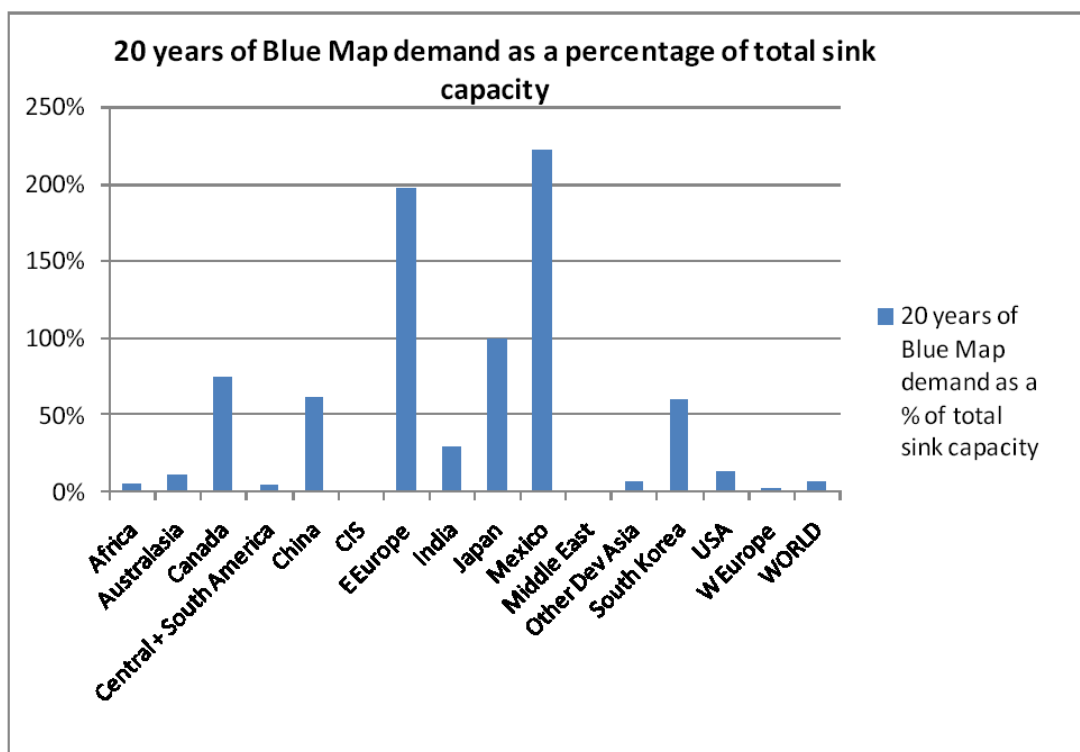 20 years of Blue Map demand as a percentage of total sink
capacity
250%
200%
150%
100%
50%
0%
Africa
Australasia
Canada
Central + South America
China
CIS
E Europe
India
Japan
Mexico
Middle East
Other Dev Asia
South Korea
USA
W Europe
WORLD
20 years of
Blue Map
demand as a
% of total
sink capacity